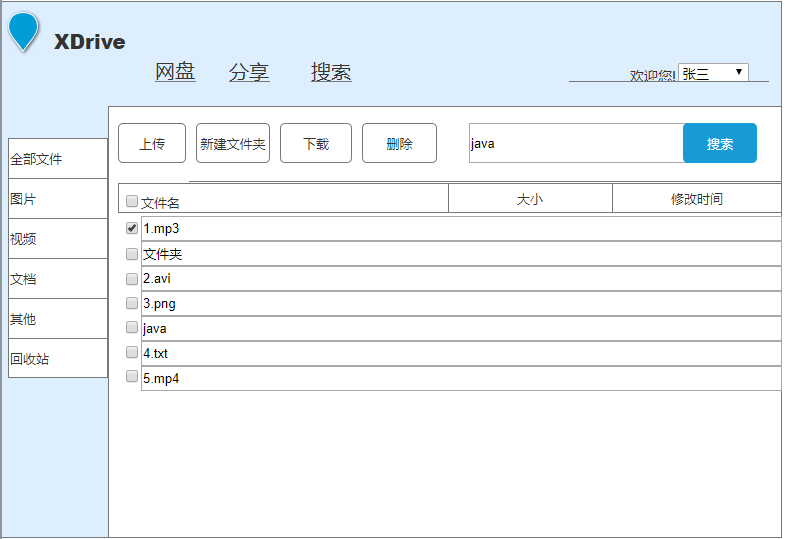 XDrive
网盘 分享 搜索 欢迎您! 张三
上传 新建文件夹 下载 删除 java 搜索
全部文件
图片
视频
文档
其他
回收站
文件名 大小 修改时间
1.mp3
文件夹
2.avi
3.png
java
4.txt
5.mp4